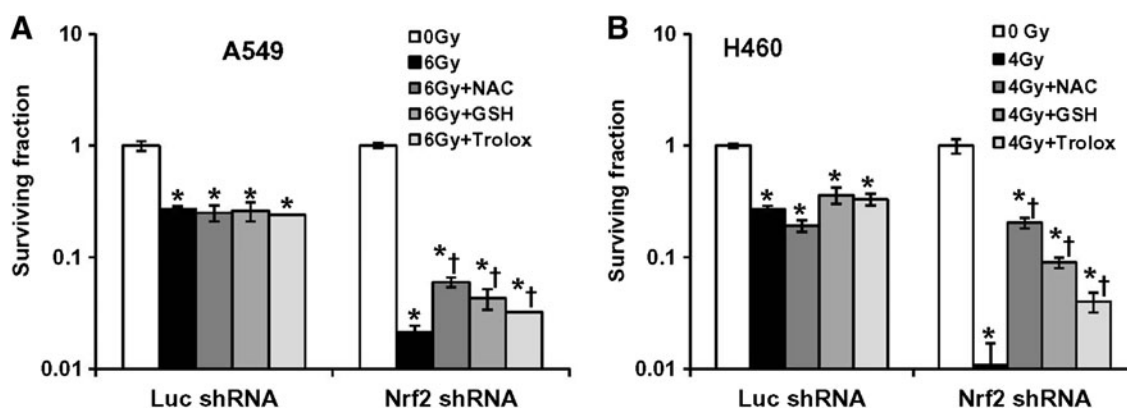 A
A549
Surviving fraction
10
1
0.1
0.01
0Gy
6Gy
6Gy+NAC
6Gy+GSH
6Gy+Trolox
*
*
*
*
*
*†
*†
*†
Luc shRNA
Nrf2 shRNA
B
H460
Surviving fraction
10
1
0.1
0.01
0 Gy
4Gy
4Gy+NAC
4Gy+GSH
4Gy+Trolox
*
*
*
*
*
*†
*†
*†
Luc shRNA
Nrf2 shRNA